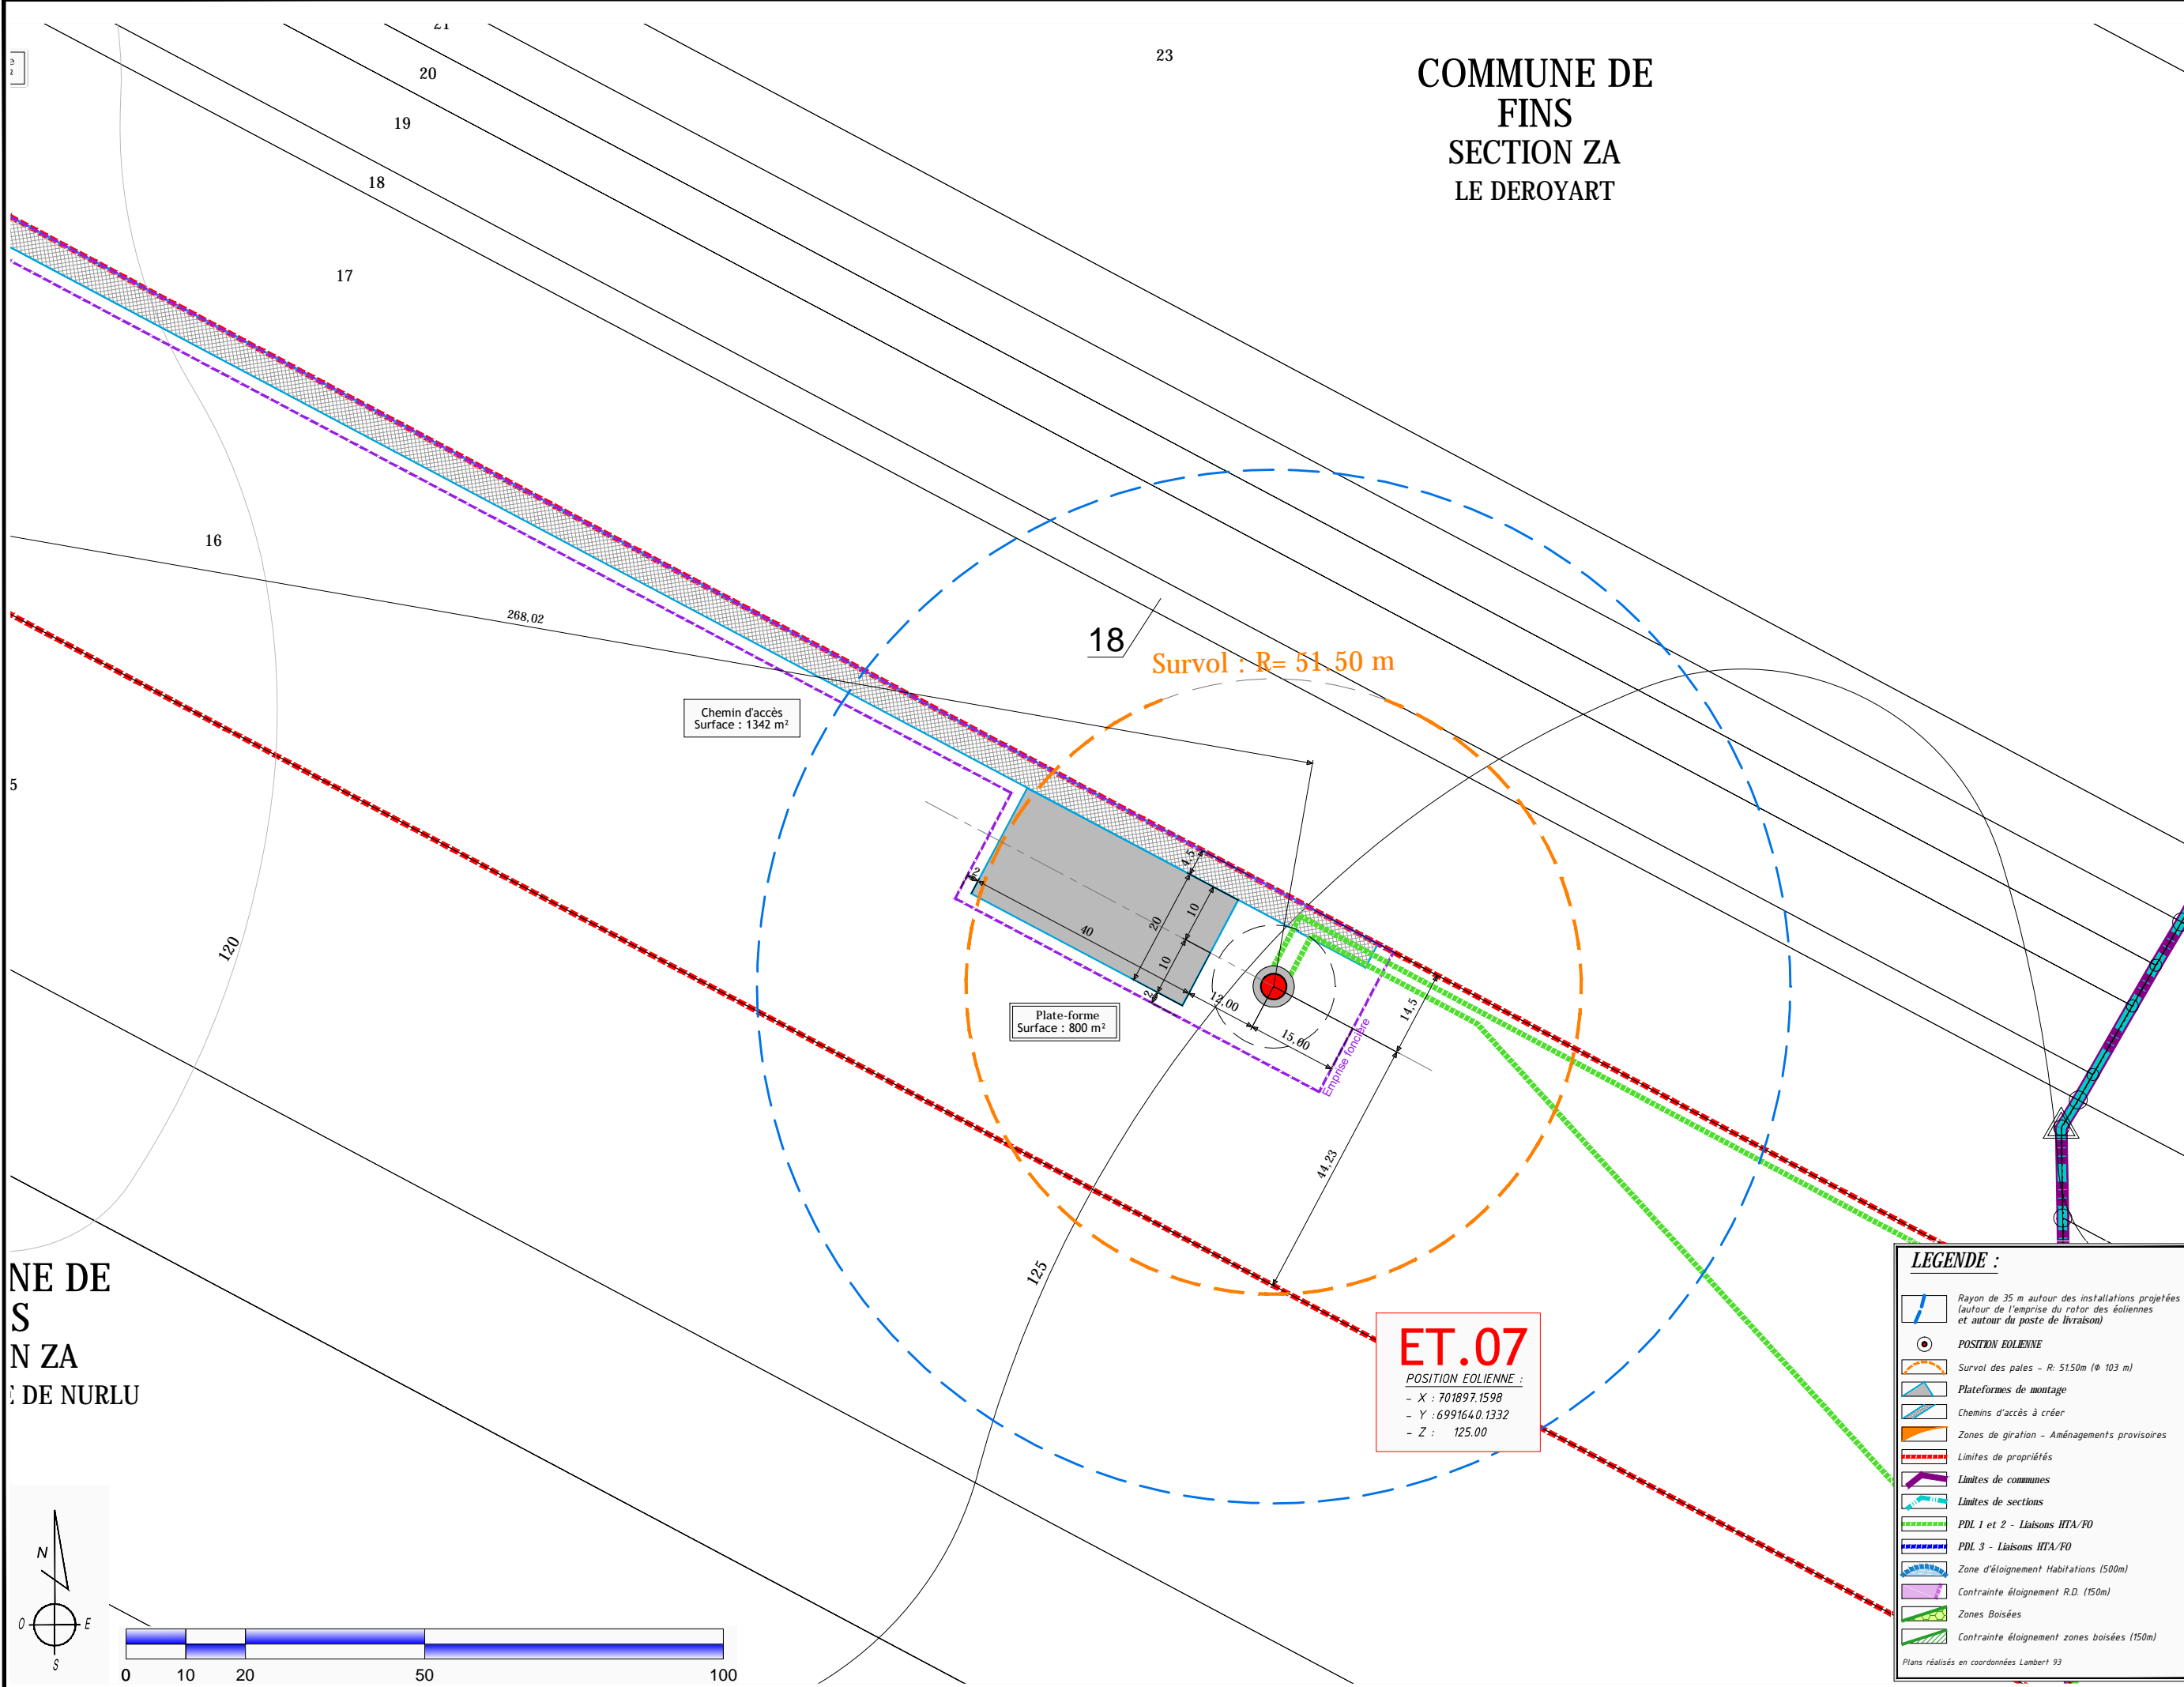 21
20
19
18
17
16
23
COMMUNE DE
FINS
SECTION ZA
LE DEROYART
268,02
18
Survol : R= 51.50 m
Chemin d'accès
Surface : 1342 m²
5
120
4,5
2
20
10
40
10
2
12,00
15,00
14,5
Emprise foncière
Plate-forme
Surface : 800 m²
44,23
125
NE DE
S
N ZA
DE NURLU
ET.07
POSITION EOLIENNE :
- X : 701897.1598
- Y : 6991640.1332
- Z : 125.00
N
O E
S
0 10 20 50 100
LEGENDE :
Rayon de 35 m autour des installations projetées
(autour de l'emprise du rotor des éoliennes
et autour du poste de livraison)
POSITION EOLIENNE
Survol des pales - R: 51.50m (Φ 103 m)
Plateformes de montage
Chemins d'accès à créer
Zones de giration - Aménagements provisoires
Limites de propriétés
Limites de communes
Limites de sections
PDL 1 et 2 - Liaisons HTA/FO
PDL 3 - Liaisons HTA/FO
Zone d'éloignement Habitations (500m)
Contrainte éloignement R.D. (150m)
Zones Boisées
Contrainte éloignement zones boisées (150m)
Plans réalisés en coordonnées Lambert 93